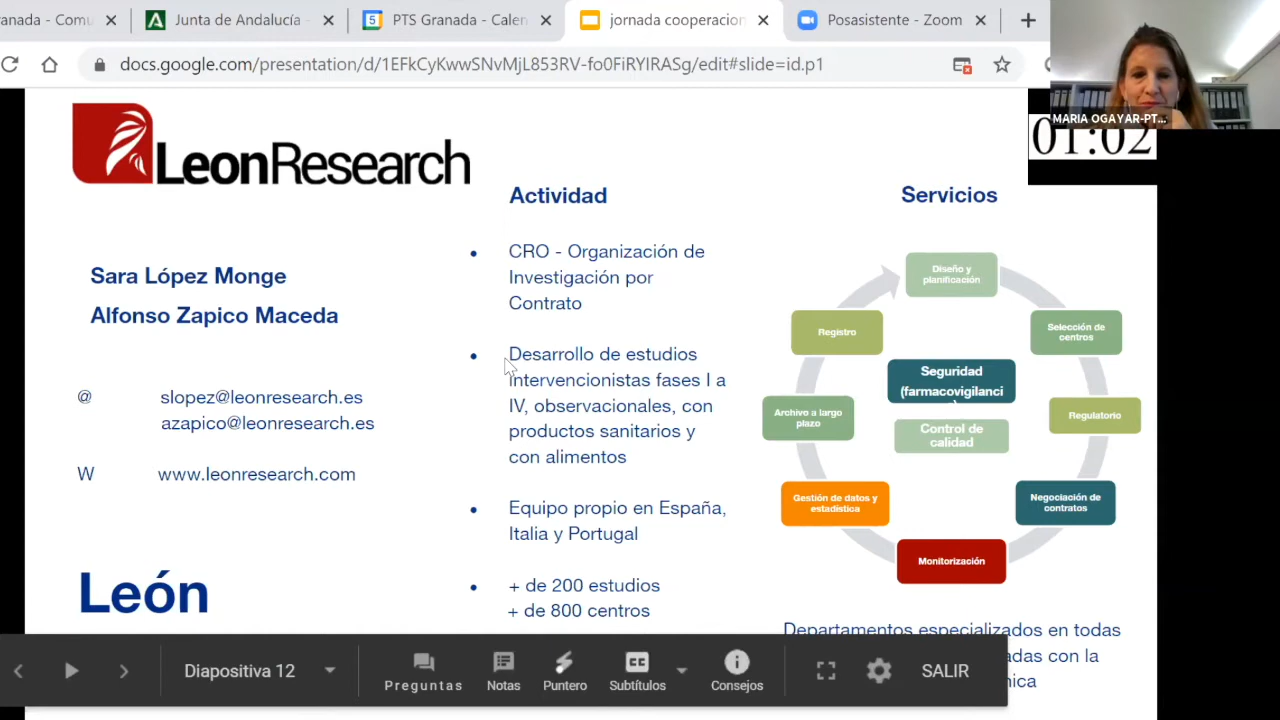 anada - Comu
Junta de Andalucía -
PTS Granada - Calen
jornada cooperacion
Posasistente - Zoom
docs.google.com/presentation/d/1EFkCyKwwSNvMjL853RV-fo0FiRYIRASg/edit#slide=id.p1
MARIA OGAYAR-PT...
01:02
LeonResearch
Sara López Monge
Alfonso Zapico Maceda
@ slopez@leonresearch.es
azapico@leonresearch.es
W www.leonresearch.com
León
Actividad
• CRO - Organización de
Investigación por
Contrato
• Desarrollo de estudios
intervencionistas fases I a
IV, observacionales, con
productos sanitarios y
con alimentos
• Equipo propio en España,
Italia y Portugal
• + de 200 estudios
+ de 800 centros
Servicios
Diseño y
planificación
Selección de
centros
Regulatorio
Negociación de
contratos
Monitorización
Gestión de datos y
estadística
Archivo a largo
plazo
Registro
Seguridad
(farmacovigilanci
Control de
calidad
Departamentos especializados en todas
adas con la
nica
Diapositiva 12
Preguntas
Notas
Puntero
Subtítulos
Consejos
SALIR